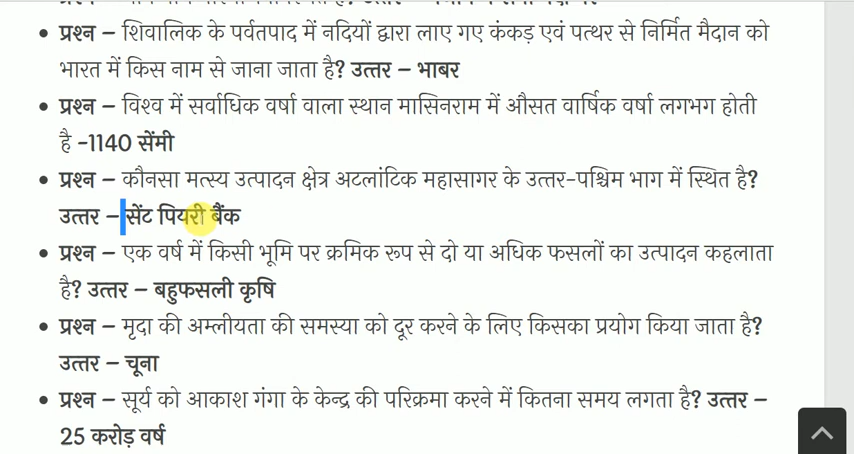 प्रश्न – शिवालिक के पर्वतपाद में नदियों द्वारा लाए गए कंकड़ एवं पत्थर से निर्मित मैदान को
भारत में किस नाम से जाना जाता है? उत्तर – भाबर
प्रश्न – विश्व में सर्वाधिक वर्षा वाला स्थान मासिनराम में औसत वार्षिक वर्षा लगभग होती
है –1140 सेंमी
प्रश्न – कौनसा मत्स्य उत्पादन क्षेत्र अटलांटिक महासागर के उत्तर-पश्चिम भाग में स्थित है?
उत्तर – सेंट पियरी बैंक
प्रश्न – एक वर्ष में किसी भूमि पर क्रमिक रूप से दो या अधिक फसलों का उत्पादन कहलाता
है? उत्तर – बहुफसली कृषि
प्रश्न – मृदा की अम्लीयता की समस्या को दूर करने के लिए किसका प्रयोग किया जाता है?
उत्तर – चूना
प्रश्न – सूर्य को आकाश गंगा के केन्द्र की परिक्रमा करने में कितना समय लगता है? उत्तर –
25 करोड़ वर्ष